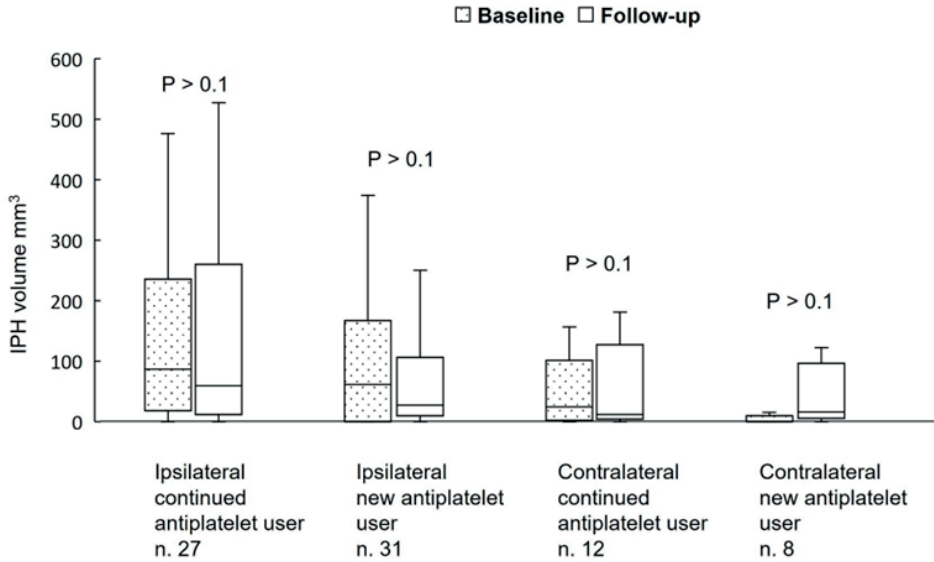 Baseline Follow-up
600
P > 0.1
500
P > 0.1
400
300
P > 0.1
P > 0.1
200
100
0
IPH volume mm³
Ipsilateral
continued
antiplatelet user
n. 27
Ipsilateral
new antiplatelet
user
n. 31
Contralateral
continued
antiplatelet user
n. 12
Contralateral
new antiplatelet
user
n. 8